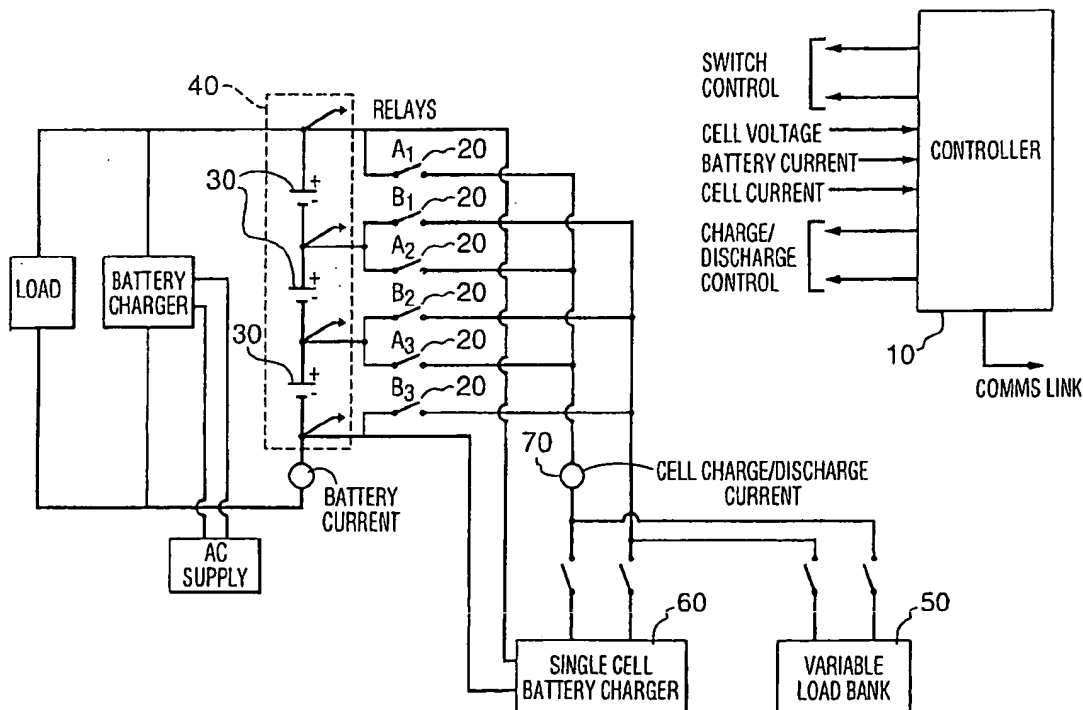 40
RELAYS
A1
20
30
B1
20
A2
20
B2
20
30
A3
20
B3
20
LOAD
BATTERY
CHARGER
BATTERY
CURRENT
AC
SUPPLY
70
CELL CHARGE/DISCHARGE
CURRENT
60
SINGLE CELL
BATTERY CHARGER
50
VARIABLE
LOAD BANK
SWITCH
CONTROL
CELL VOLTAGE
BATTERY CURRENT
CELL CURRENT
CHARGE/
DISCHARGE
CONTROL
CONTROLLER
10
COMMS LINK
+
-
+
-
+
-